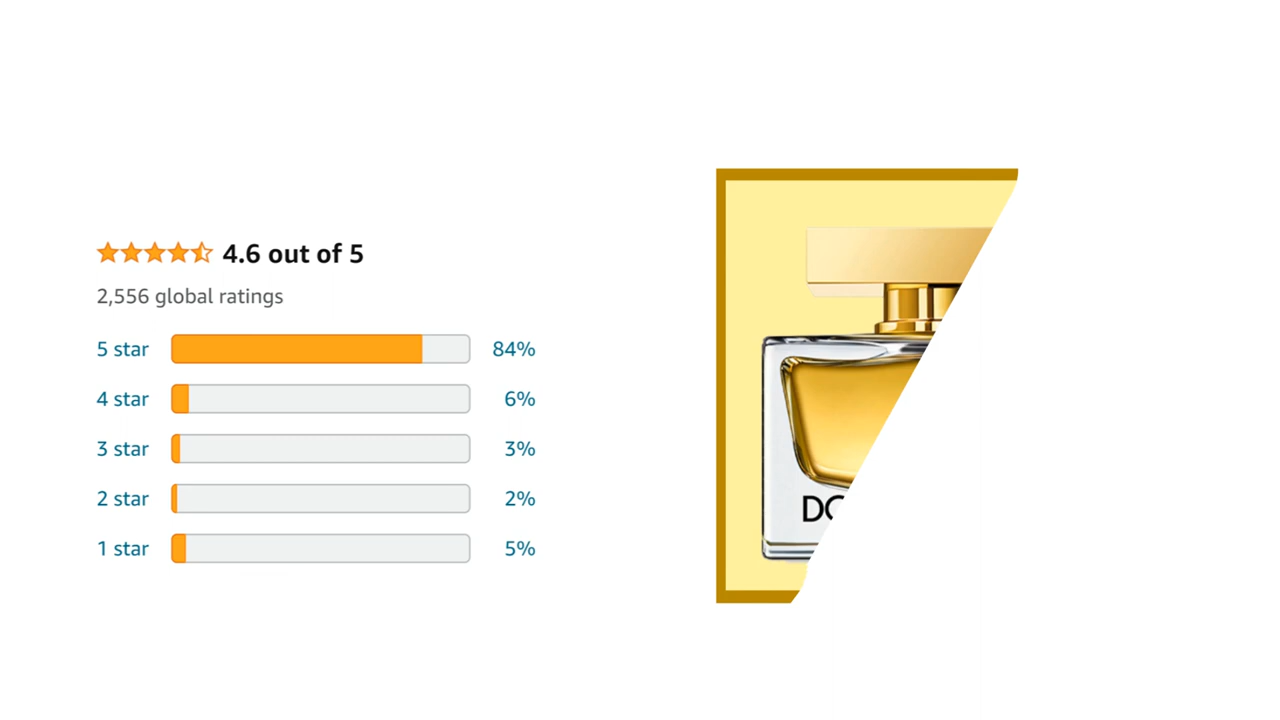 4.6 out of 5
2,556 global ratings
5 star 84%
4 star 6%
3 star 3%
2 star 2%
1 star 5%
DO